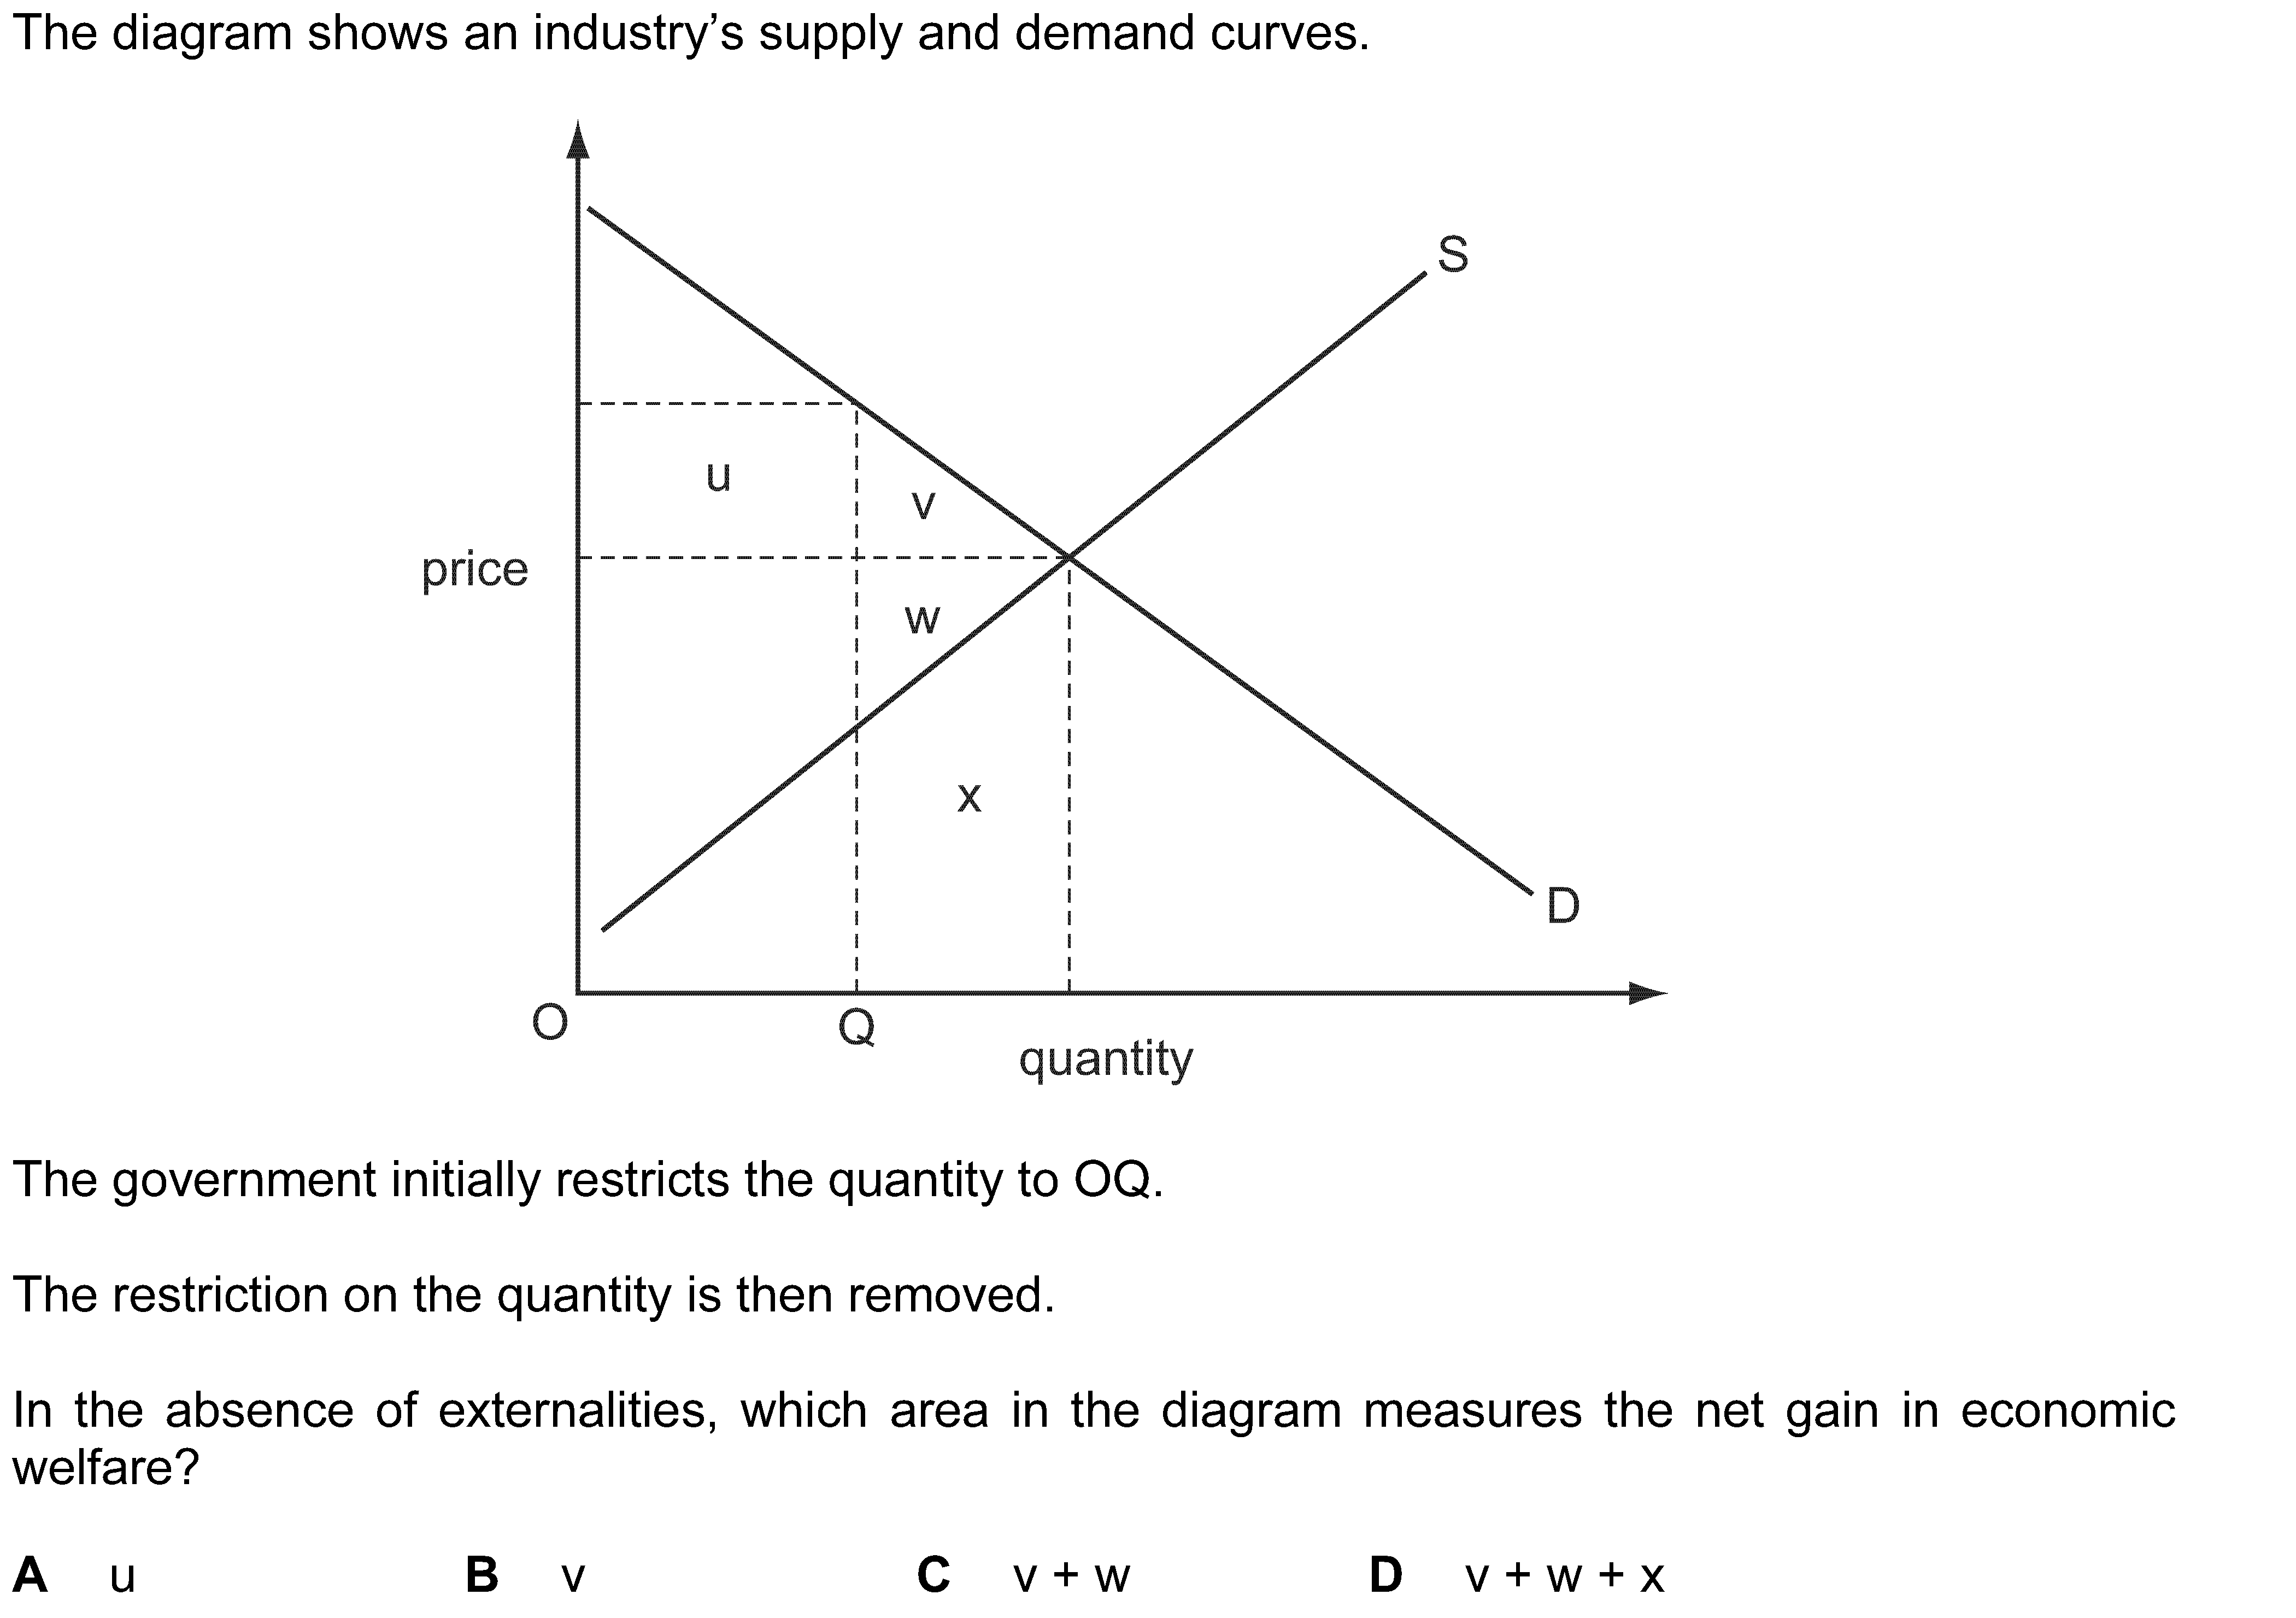 The diagram shows an industry’s supply and demand curves.
S
u
v
price
w
x
D
O
Q
quantity
The government initially restricts the quantity to OQ.
The restriction on the quantity is then removed.
In the absence of externalities, which area in the diagram measures the net gain in economic
welfare?
A u B v C v + w D v + w + x